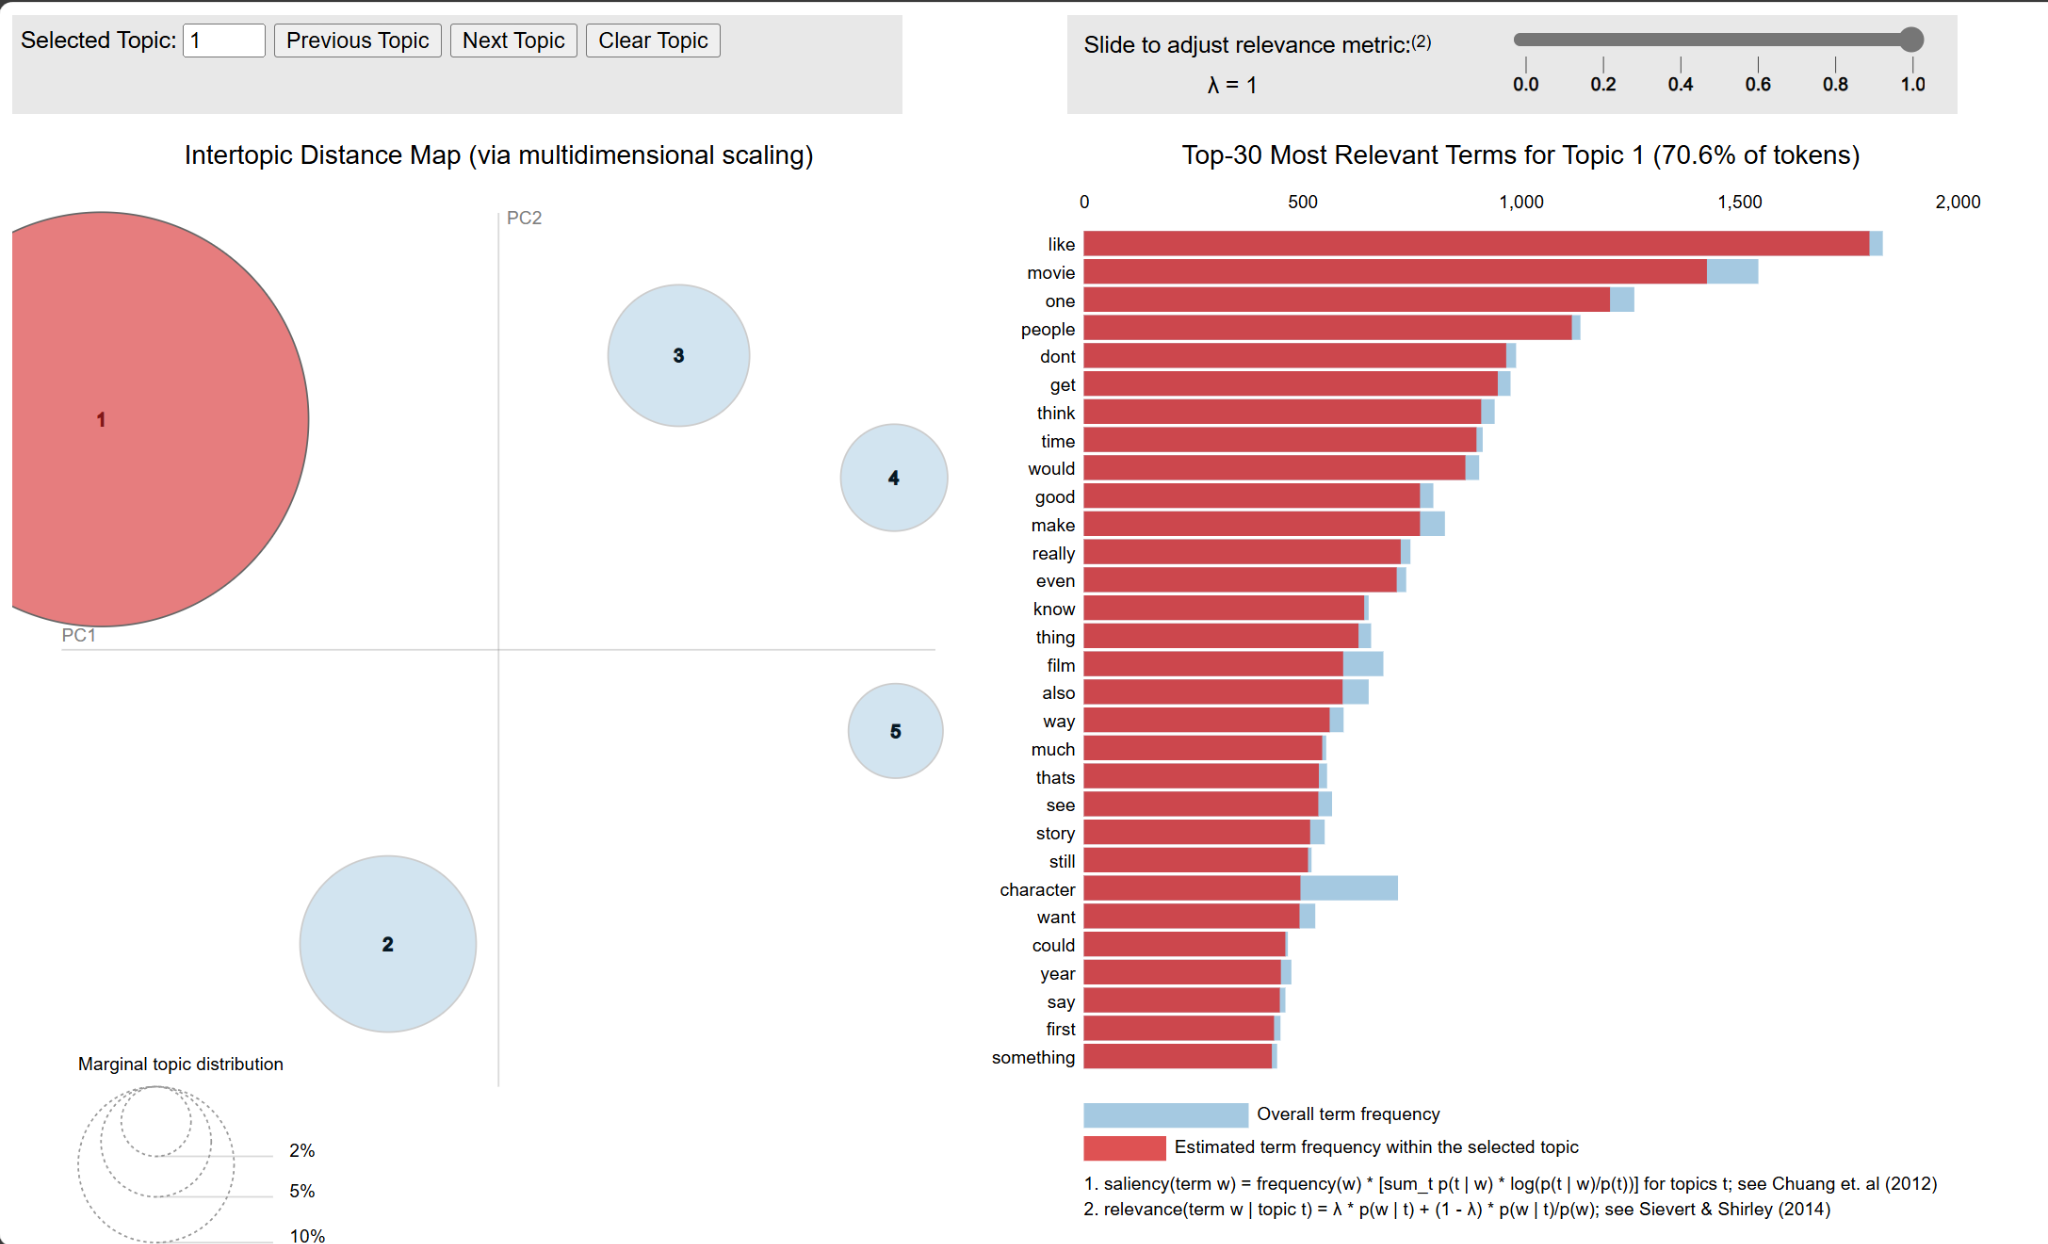 Selected Topic: 1 Previous Topic Next Topic Clear Topic
Slide to adjust relevance metric:(2)
λ = 1
0.0 0.2 0.4 0.6 0.8 1.0
Intertopic Distance Map (via multidimensional scaling)
PC2
PC1
1
2
3
4
5
Marginal topic distribution
2%
5%
10%
Top-30 Most Relevant Terms for Topic 1 (70.6% of tokens)
0 500 1,000 1,500 2,000
like
movie
one
people
dont
get
think
time
would
good
make
really
even
know
thing
film
also
way
much
thats
see
story
still
character
want
could
year
say
first
something
Overall term frequency
Estimated term frequency within the selected topic
1. saliency(term w) = frequency(w) * [sum_t p(t | w) * log(p(t | w)/p(t))] for topics t; see Chuang et. al (2012)
2. relevance(term w | topic t) = λ * p(w | t) + (1 - λ) * p(w | t)/p(w); see Sievert & Shirley (2014)